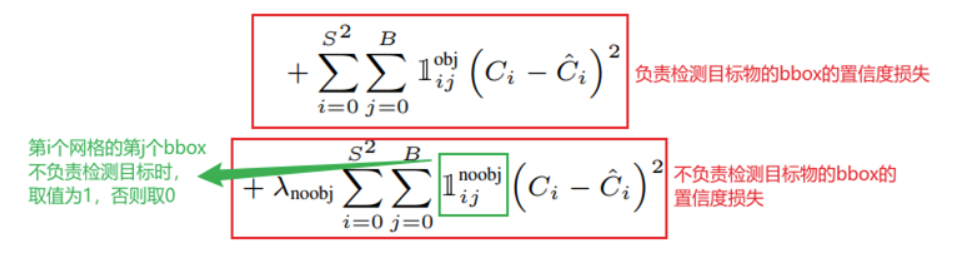 + \sum_{i=0}^{S^2} \sum_{j=0}^{B} \mathbb{1}_{ij}^{\text{obj}} \left( C_i - \hat{C}_i \right)^2
负责检测目标物的bbox的置信度损失
第i个网格的第j个bbox
不负责检测目标时，
取值为1，否则取0
+ \lambda_{\text{noobj}} \sum_{i=0}^{S^2} \sum_{j=0}^{B} \mathbb{1}_{ij}^{\text{noobj}} \left( C_i - \hat{C}_i \right)^2
不负责检测目标物的bbox的
置信度损失